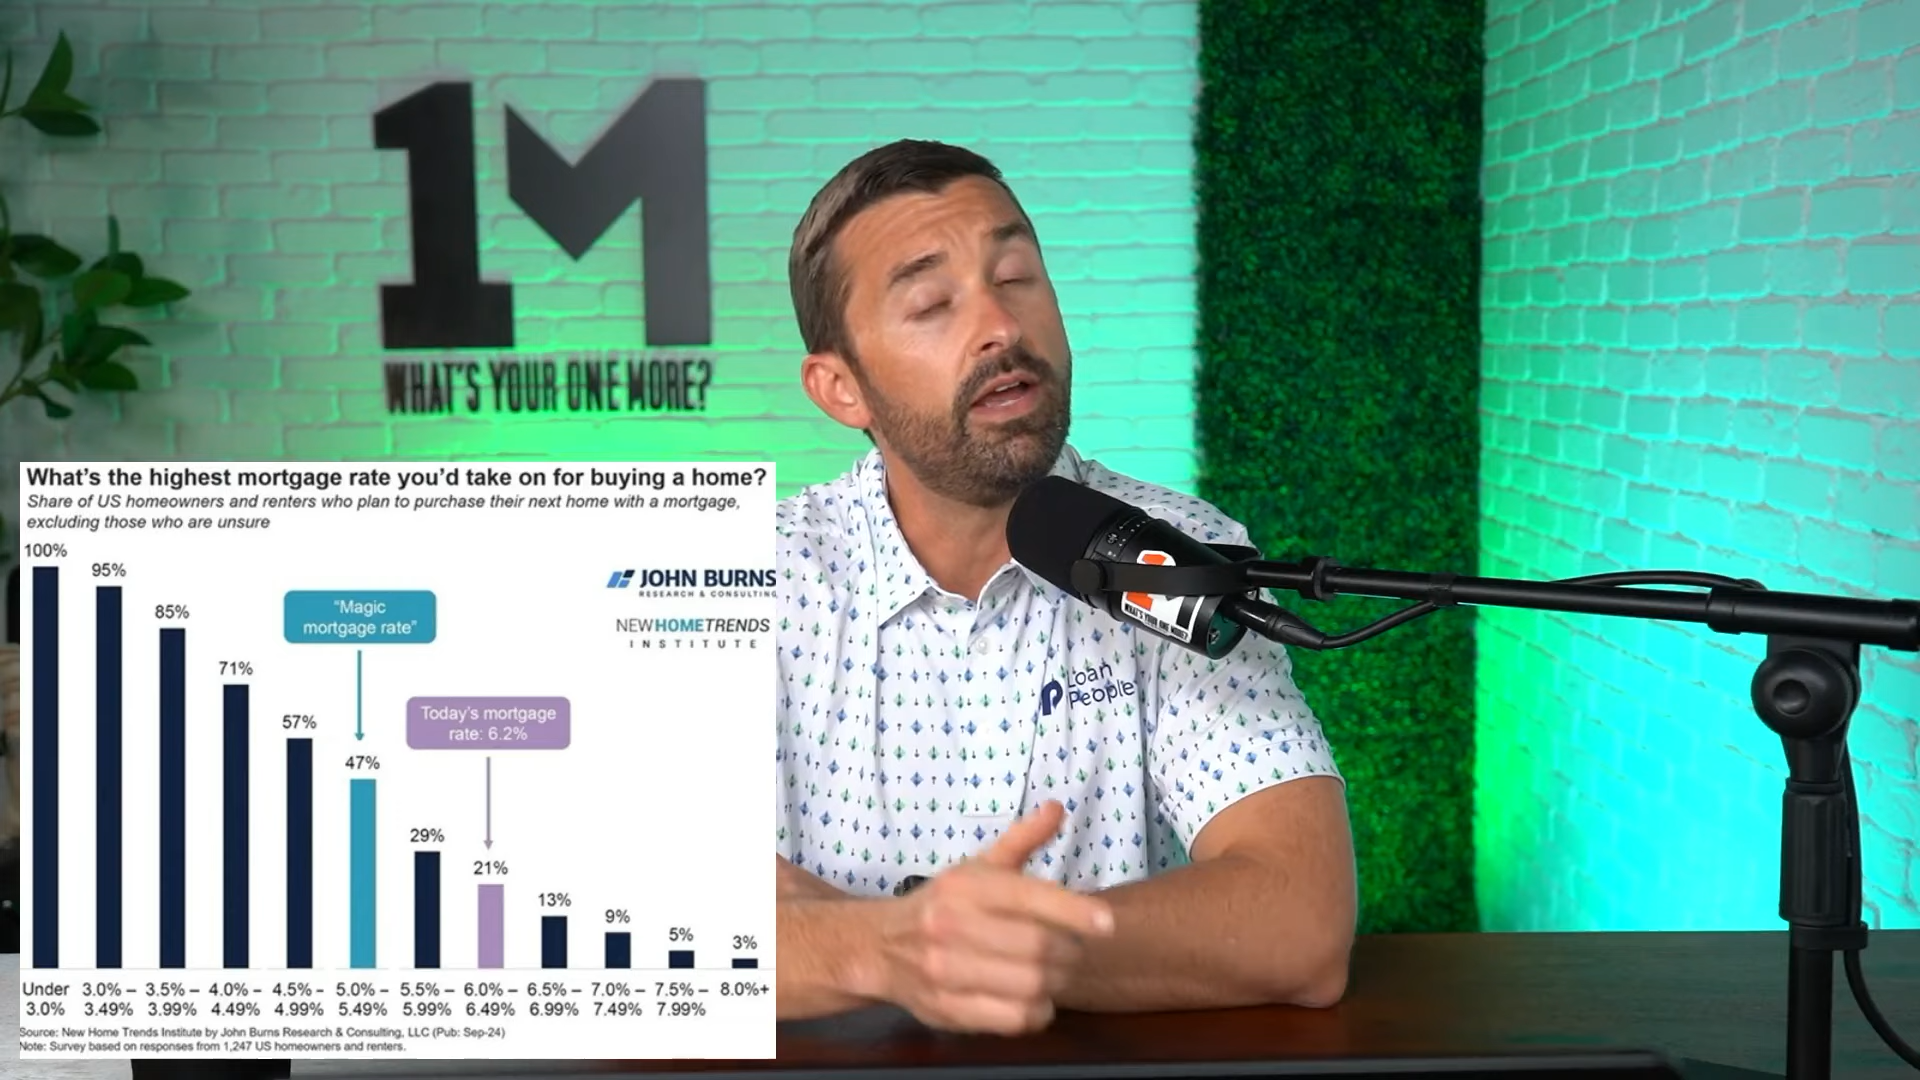 1M
WHAT'S YOUR ONE MORE?
What's the highest mortgage rate you'd take on for buying a home?
Share of US homeowners and renters who plan to purchase their next home with a mortgage,
excluding those who are unsure
100%
95%
85%
71%
57%
47%
29%
21%
13%
9%
5%
3%
"Magic
mortgage rate"
Today's mortgage
rate: 6.2%
JOHN BURNS
RESEARCH & CONSULTING
NEWHOMETRENDS
INSTITUTE
Under 3.0% – 3.5% – 4.0% – 4.5% – 5.0% – 5.5% – 6.0% – 6.5% – 7.0% – 7.5% – 8.0%+
3.0% 3.49% 3.99% 4.49% 4.99% 5.49% 5.99% 6.49% 6.99% 7.49% 7.99%
Source: New Home Trends Institute by John Burns Research & Consulting, LLC (Pub: Sep-24)
Note: Survey based on responses from 1,247 US homeowners and renters.
1M
WHAT'S YOUR ONE MORE?
Loan
People